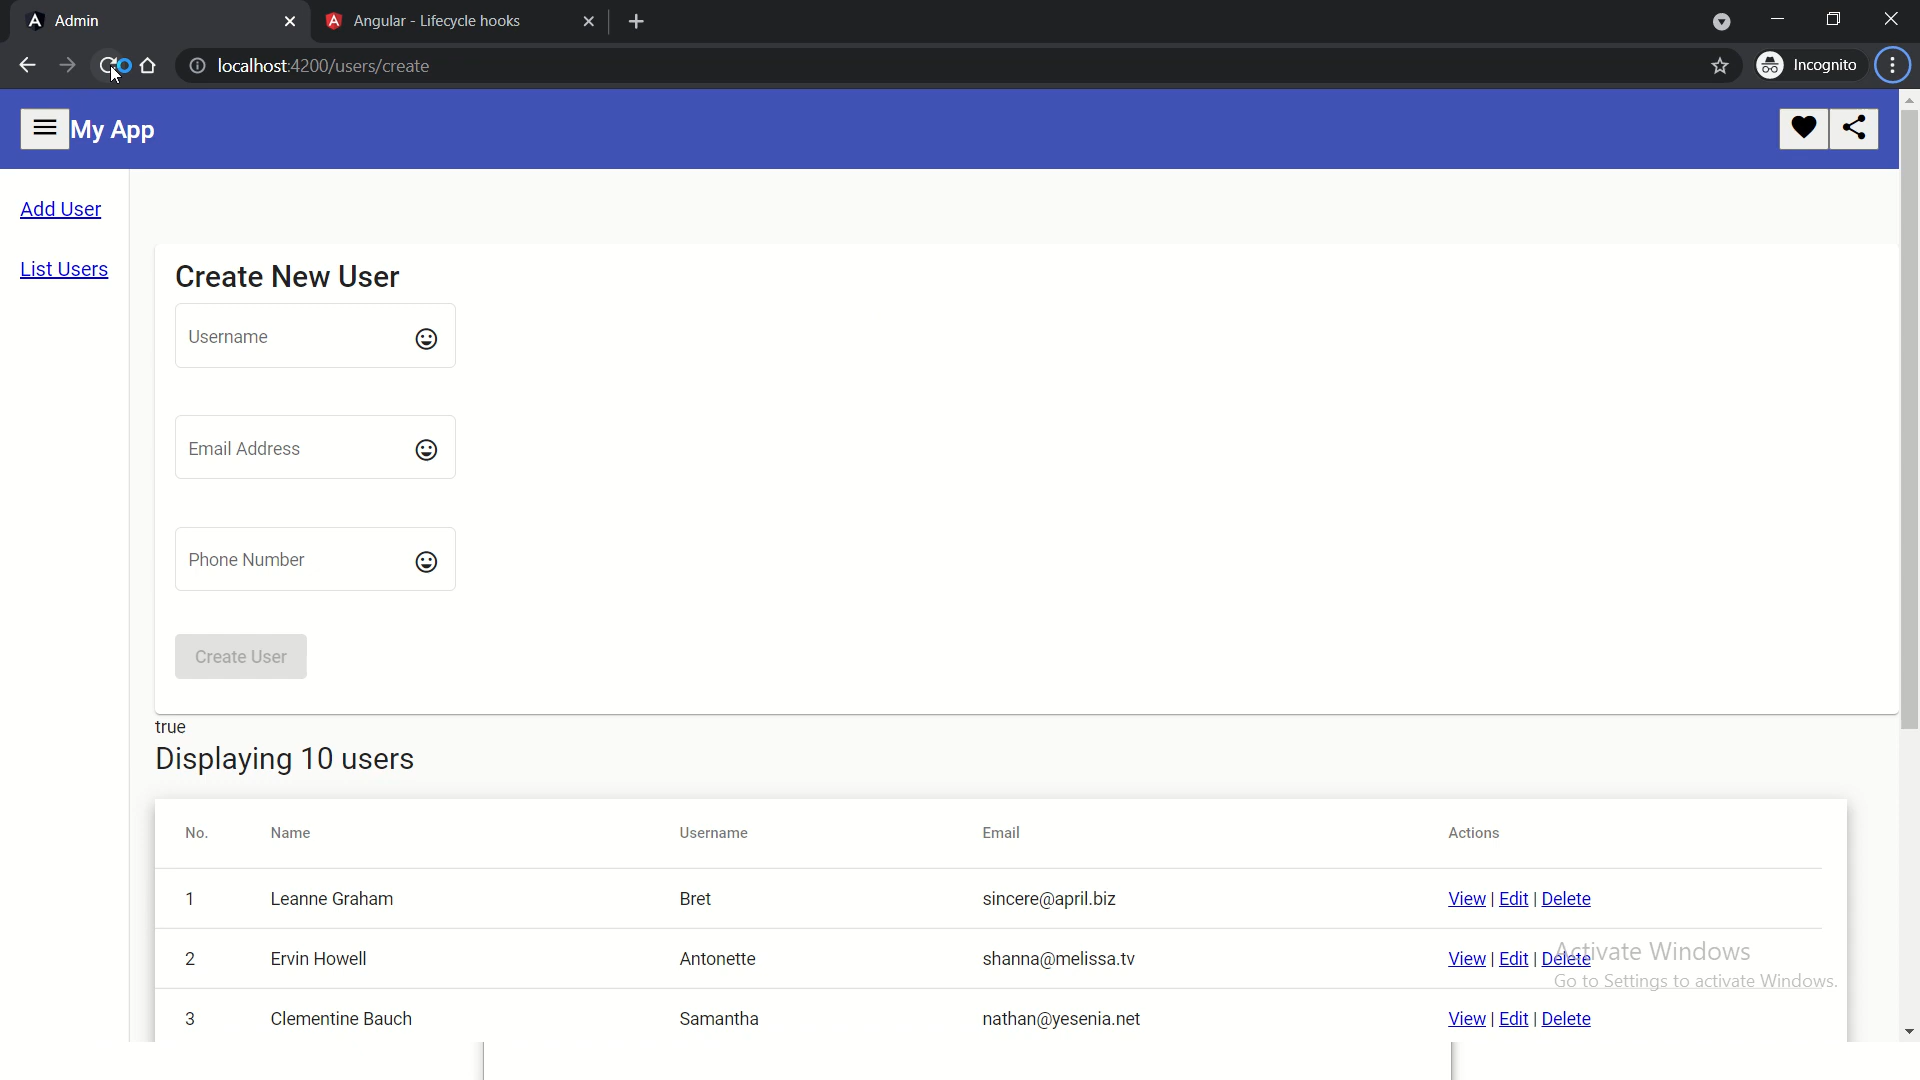 Admin
Angular - Lifecycle hooks
localhost:4200/users/create
Incognito
My App
Add User
List Users
Create New User
Username
Email Address
Phone Number
Create User
true
Displaying 10 users
No. Name Username Email Actions
1 Leanne Graham Bret sincere@april.biz View | Edit | Delete
2 Ervin Howell Antonette shanna@melissa.tv View | Edit | Delete
3 Clementine Bauch Samantha nathan@yesenia.net View | Edit | Delete
Activate Windows
Go to Settings to activate Windows.